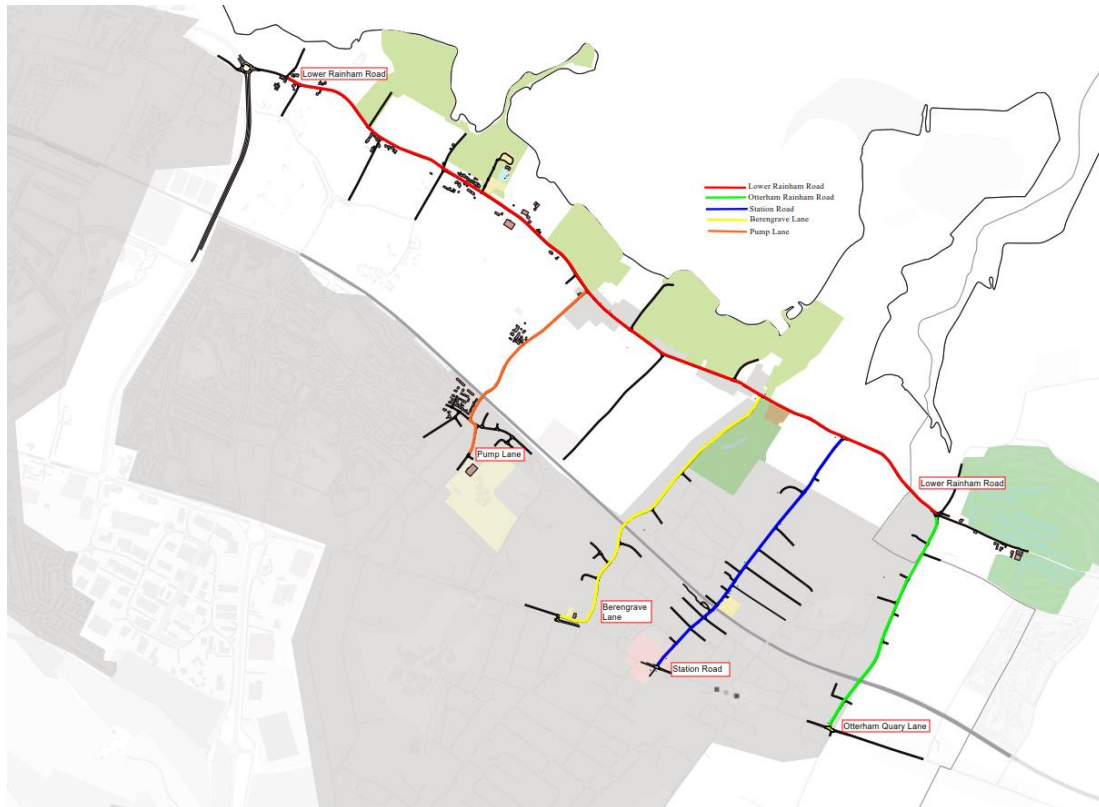 Lower Rainham Road
Lower Rainham Road
Otterham Rainham Road
Station Road
Berengrave Lane
Pump Lane
Pump Lane
Lower Rainham Road
Berengrave
Lane
Station Road
Otterham Quary Lane